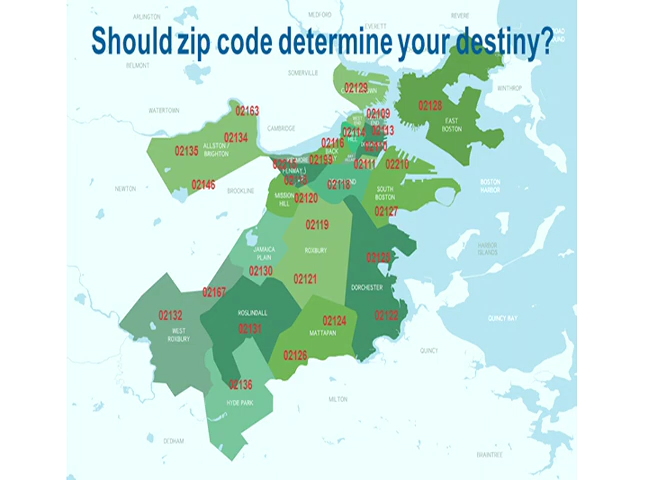 Should zip code determine your destiny?
ARLINGTON
MEDFORD
EVERETT
REVERE
BELMONT
SOMERVILLE
WINTHROP
02129
02128
WATERTOWN
02163
02109
EAST
BOSTON
CAMBRIDGE
02134
02114
02113
02135
ALLSTON /
BRIGHTON
02116
BACK
02111
02210
02146
NEWTON
BROOKLINE
02118
SOUTH
BOSTON
BOSTON
HARBOR
MISSION
HILL
02120
02127
02119
JAMAICA
PLAIN
ROXBURY
HARBOR
ISLANDS
02130
02121
02125
DORCHESTER
02167
02132
ROSLINDALL
02124
02122
QUINCY BAY
WEST
ROXBURY
02131
MATTAPAN
02126
QUINCY
02136
HYDE PARK
MILTON
DEDHAM
BRAINTREE